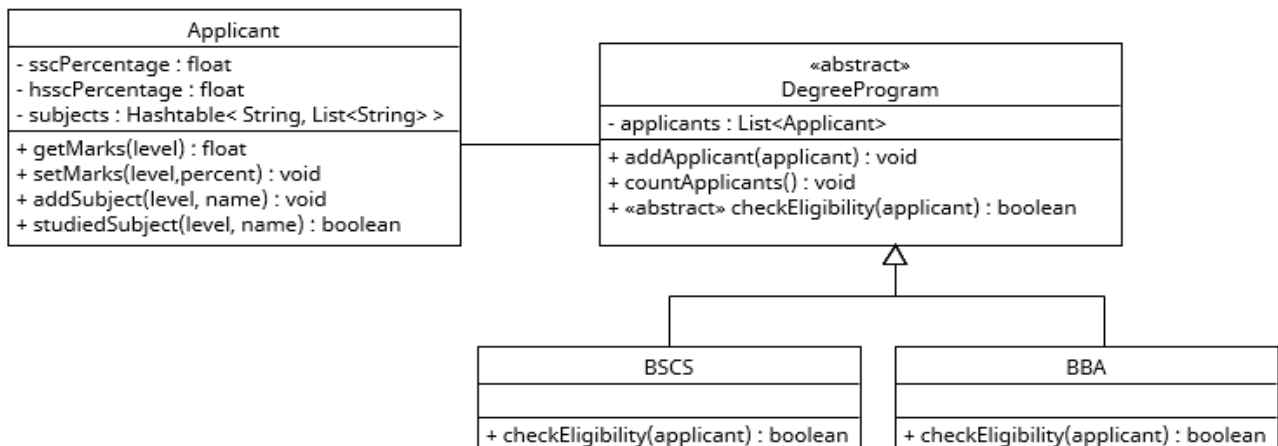 Applicant
- sscPercentage : float
- hsscPercentage : float
- subjects : Hashtable< String, List<String> >
+ getMarks(level) : float
+ setMarks(level,percent) : void
+ addSubject(level, name) : void
+ studiedSubject(level, name) : boolean
«abstract»
DegreeProgram
- applicants : List<Applicant>
+ addApplicant(applicant) : void
+ countApplicants() : void
+ «abstract» checkEligibility(applicant) : boolean
BSCS
+ checkEligibility(applicant) : boolean
BBA
+ checkEligibility(applicant) : boolean